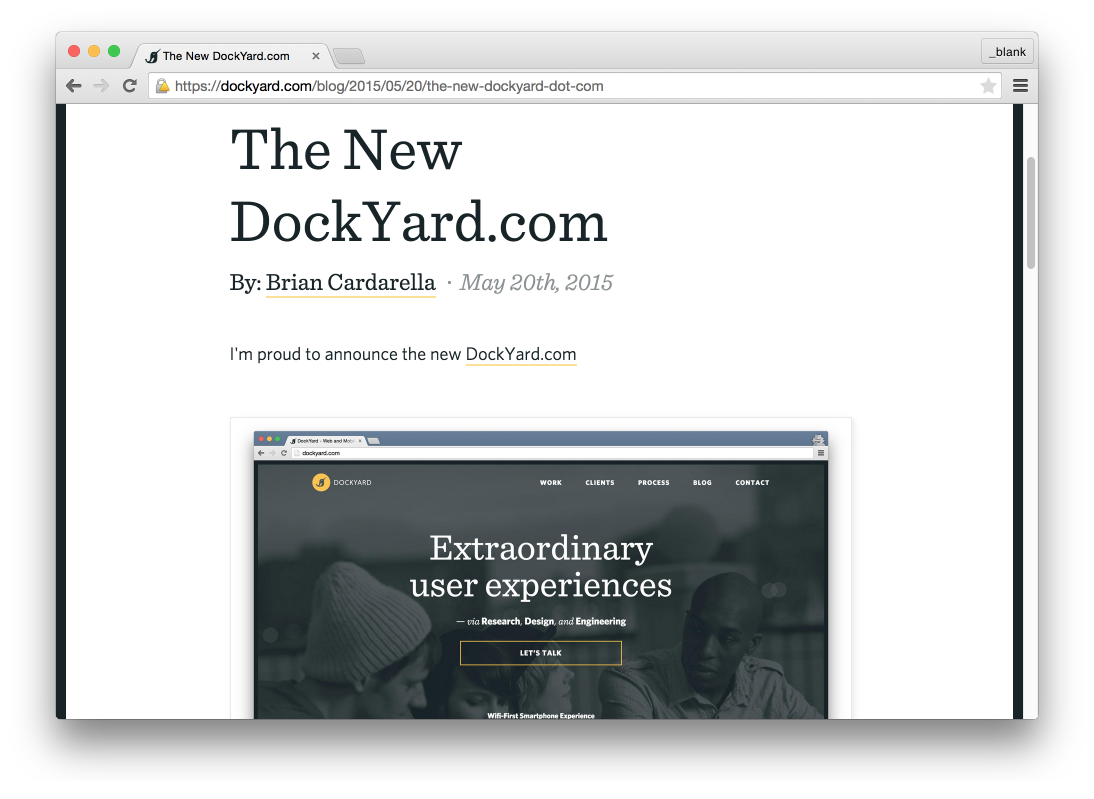 The New DockYard.com
_blank
https://dockyard.com/blog/2015/05/20/the-new-dockyard-dot-com
The New
DockYard.com
By: Brian Cardarella · May 20th, 2015
I'm proud to announce the new DockYard.com
DockYard - Web and Mobi
dockyard.com
DOCKYARD WORK CLIENTS PROCESS BLOG CONTACT
Extraordinary
user experiences
— via Research, Design, and Engineering
LET'S TALK
Wifi-First Smartphone Experience